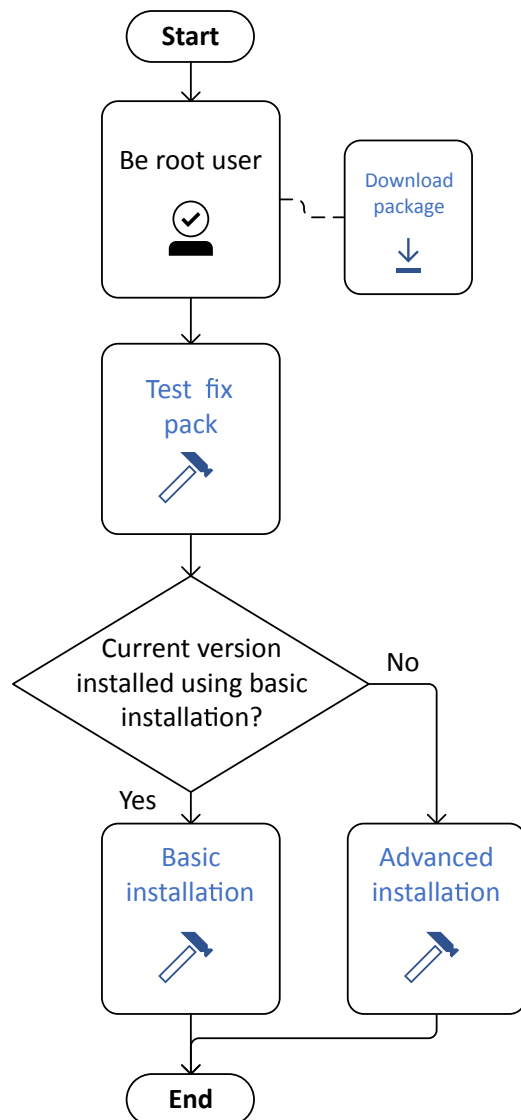 Start
Be root user
Download
package
Test fix
pack
Current version
installed using basic
installation?
No
Yes
Basic
installation
Advanced
installation
End